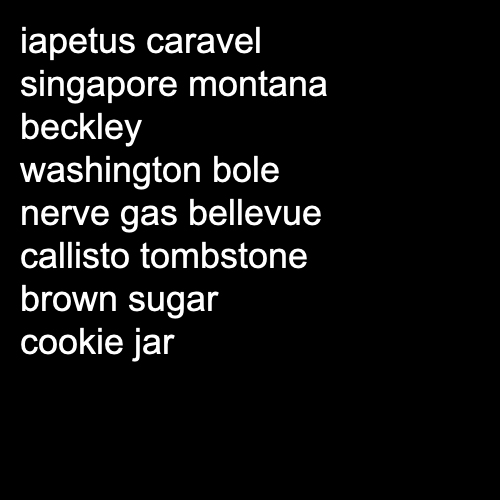 iapetus caravel
singapore montana
beckley
washington bole
nerve gas bellevue
callisto tombstone
brown sugar
cookie jar